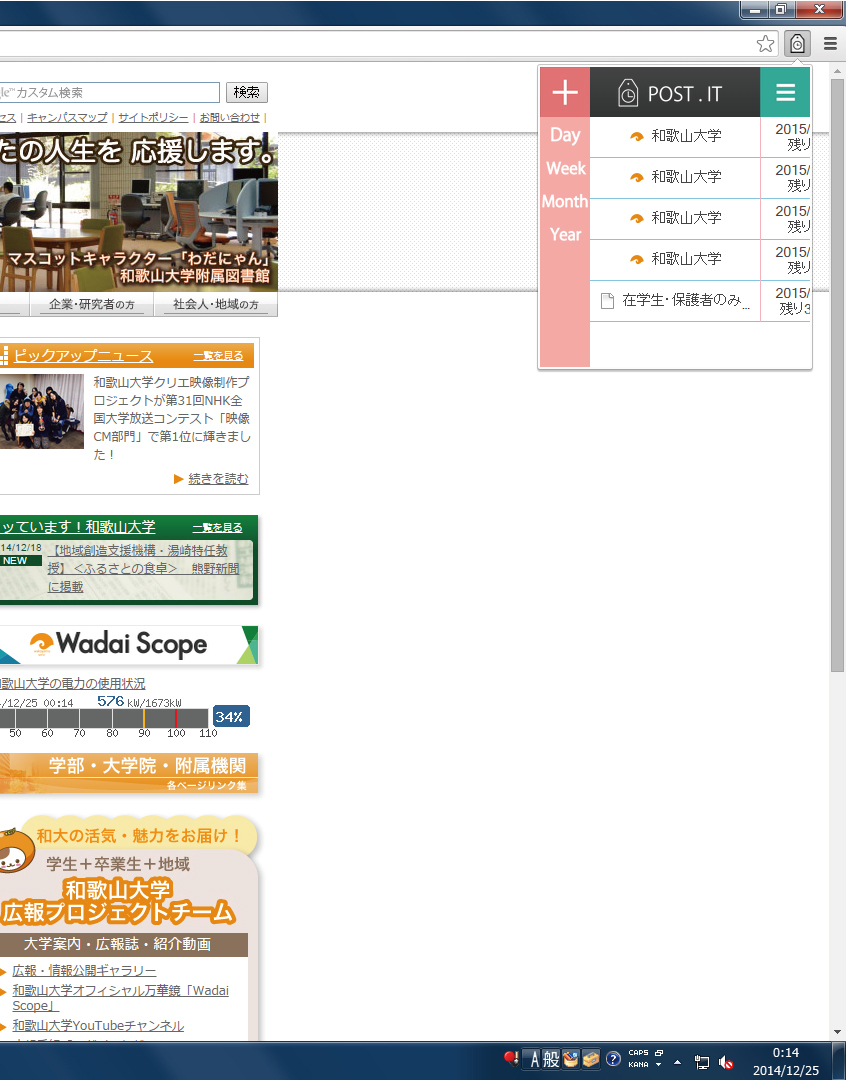 POST.IT
gle™カスタム検索
検索
セス | キャンパスマップ | サイトポリシー | お問い合わせ |
Day
Week
Month
Year
和歌山大学
2015/
残り
和歌山大学
2015/
残り
和歌山大学
2015/
残り
和歌山大学
2015/
残り
在学生・保護者のみ...
2015/
残り3
たの人生を 応援します。
マスコットキャラクター「わだにゃん」
和歌山大学附属図書館
企業・研究者の方
社会人・地域の方
ピックアップニュース
一覧を見る
和歌山大学クリエ映像制作プ
ロジェクトが第31回NHK全
国大学放送コンテスト「映像
CM部門」で第1位に輝きまし
た！
続きを読む
ッています！和歌山大学
一覧を見る
14/12/18
NEW
【地域創造支援機構・湯崎特任教
授】＜ふるさとの食卓＞　熊野新聞
に掲載
Wadai Scope
歌山大学の電力の使用状況
/12/25 00:14
576 kW/1673kW
34%
50 60 70 80 90 100 110
学部・大学院・附属機関
各ページリンク集
和大の活気・魅力をお届け！
学生＋卒業生＋地域
和歌山大学
広報プロジェクトチーム
大学案内・広報誌・紹介動画
広報・情報公開ギャラリー
和歌山大学オフィシャル万華鏡「Wadai
Scope」
和歌山大学YouTubeチャンネル
A 般
CAPS
KANA
0:14
2014/12/25